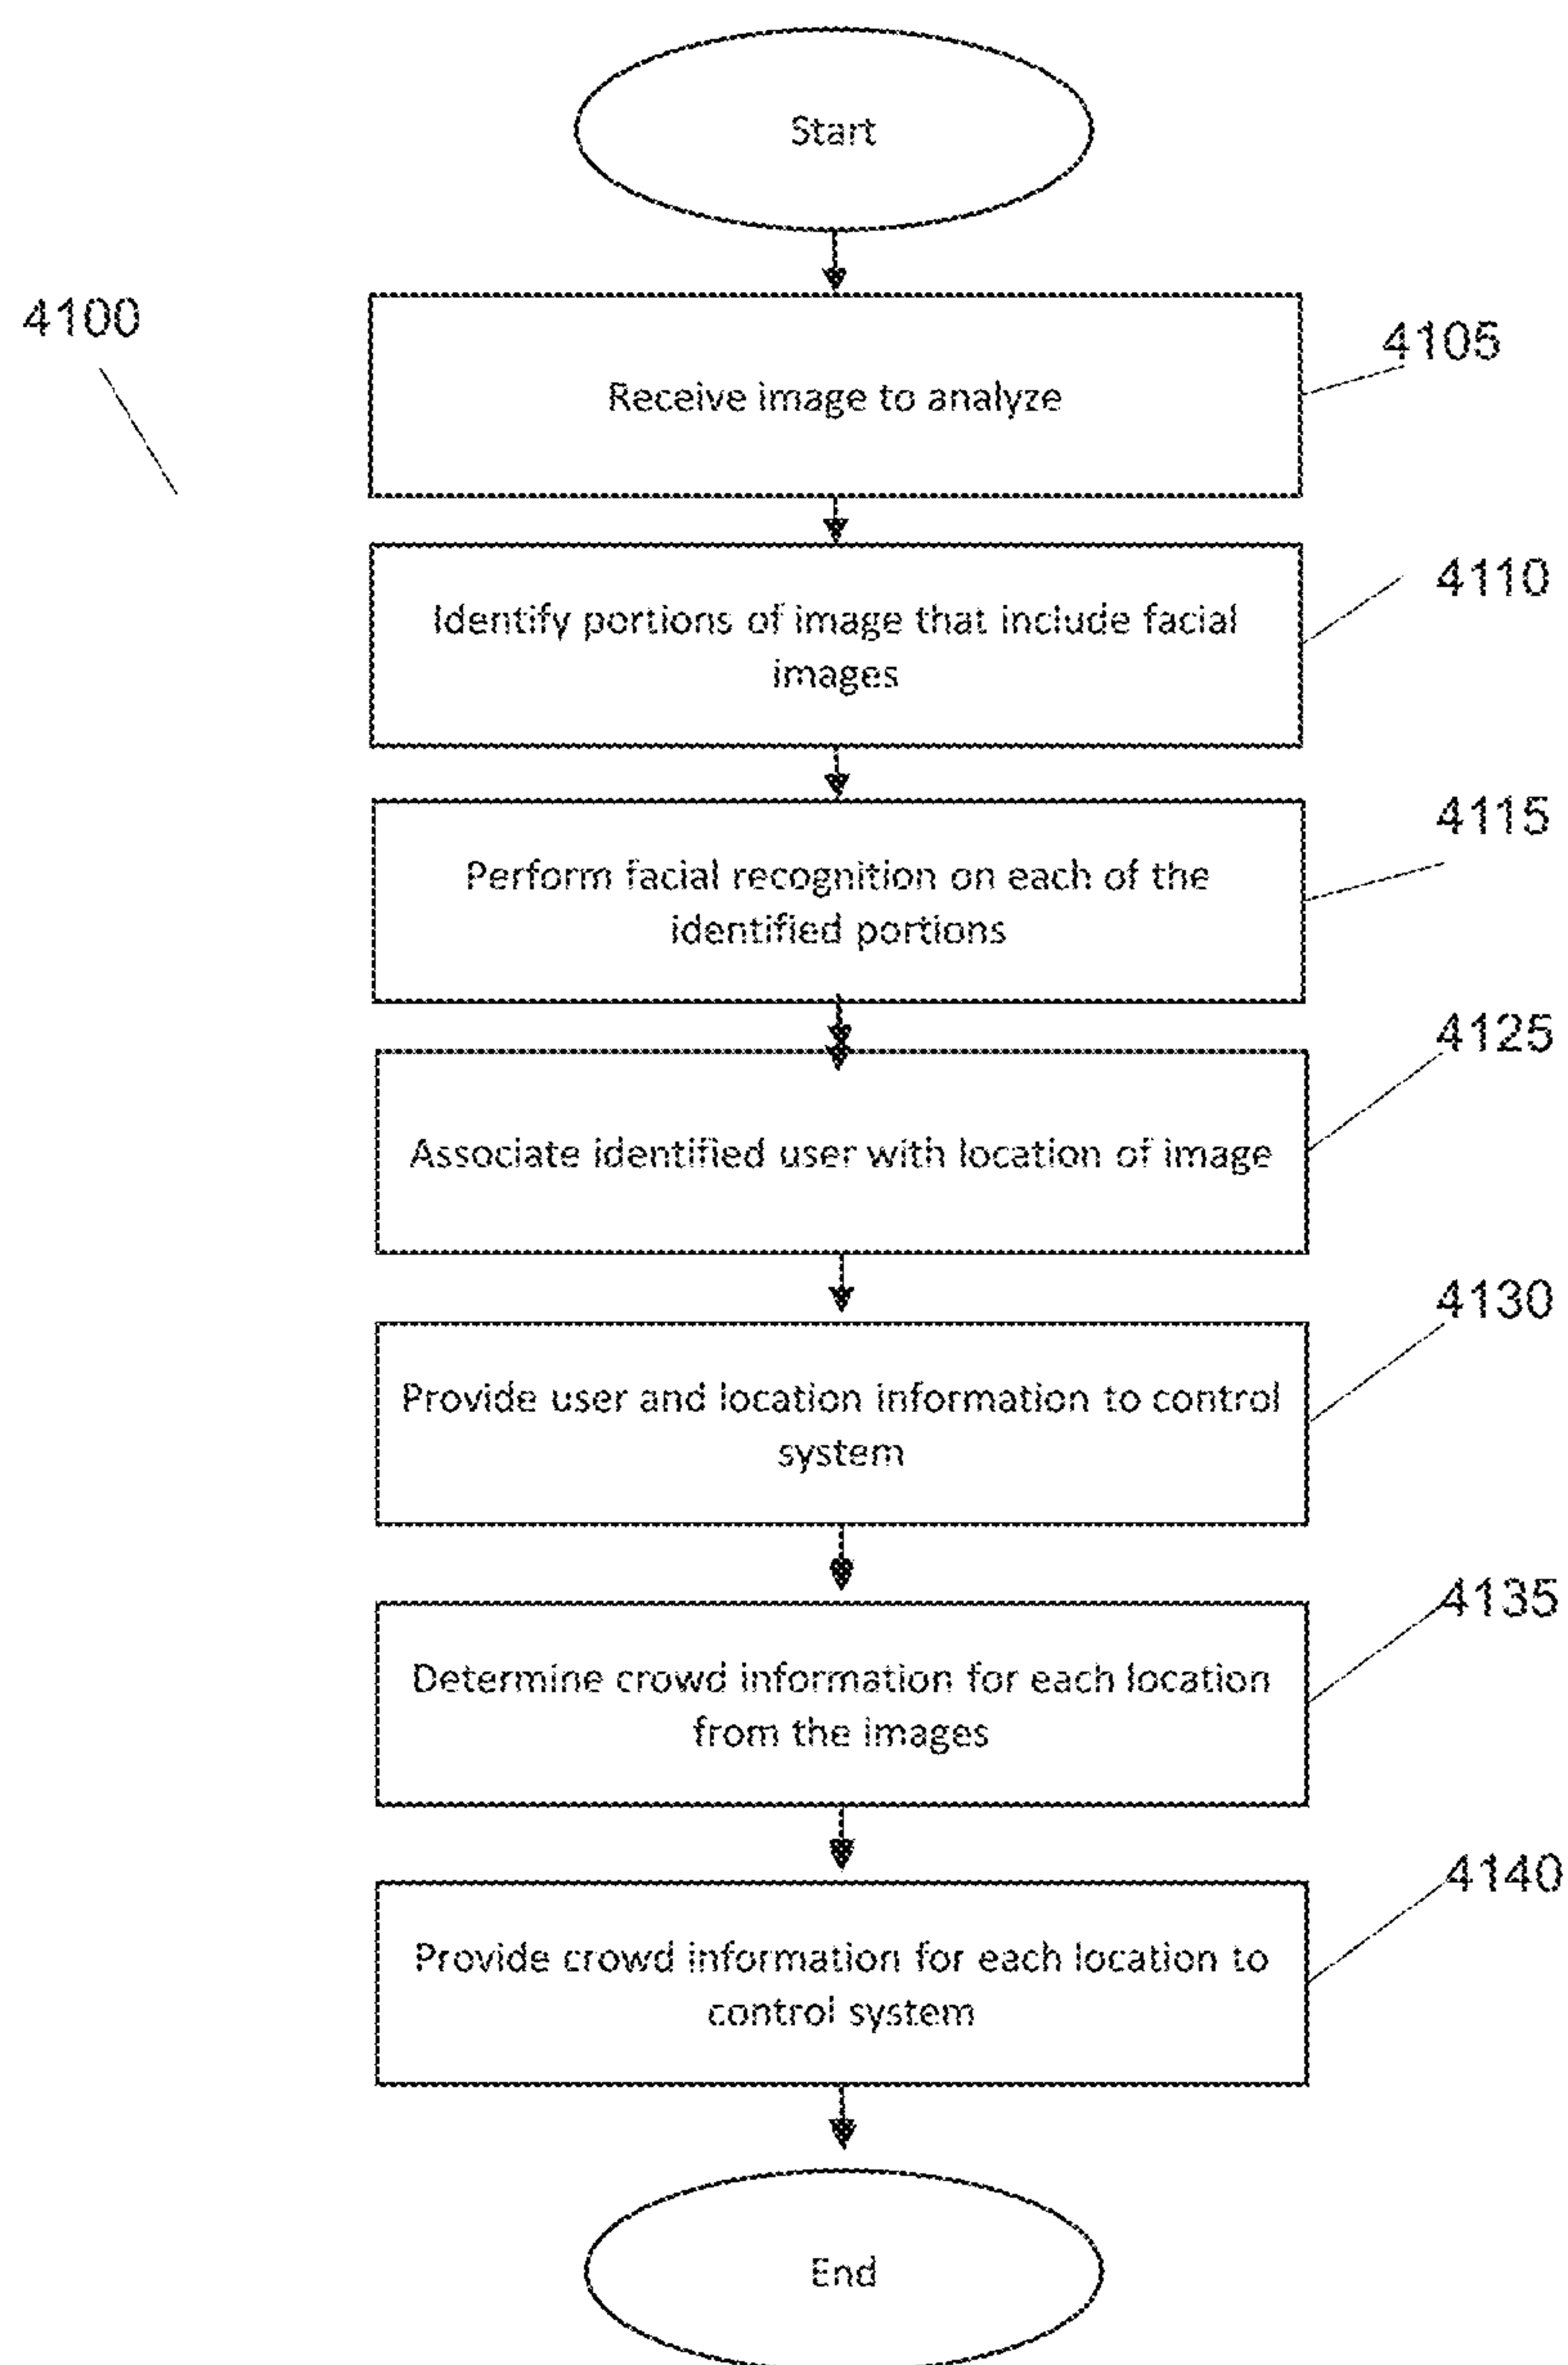 Start
4100
4105
Receive image to analyze
4110
Identify portions of image that include facial
images
4115
Perform facial recognition on each of the
identified portions
4125
Associate identified user with location of image
4130
Provide user and location information to control
system
4135
Determine crowd information for each location
from the images
4140
Provide crowd information for each location to
control system
End